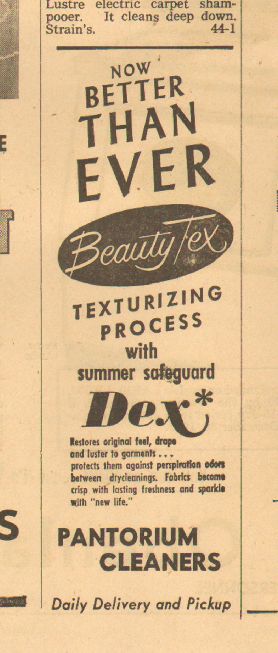 Lustre electric carpet sham-
pooer. It cleans deep down.
Strain's. 44-1
NOW
BETTER
THAN
EVER
BeautyTex
TEXTURIZING
PROCESS
with
summer safeguard
Dex*
Restores original feel, drape
and luster to garments...
protects them against perspiration odors
between drycleanings. Fabrics become
crisp with lasting freshness and sparkle
with "new life."
PANTORIUM
CLEANERS
Daily Delivery and Pickup